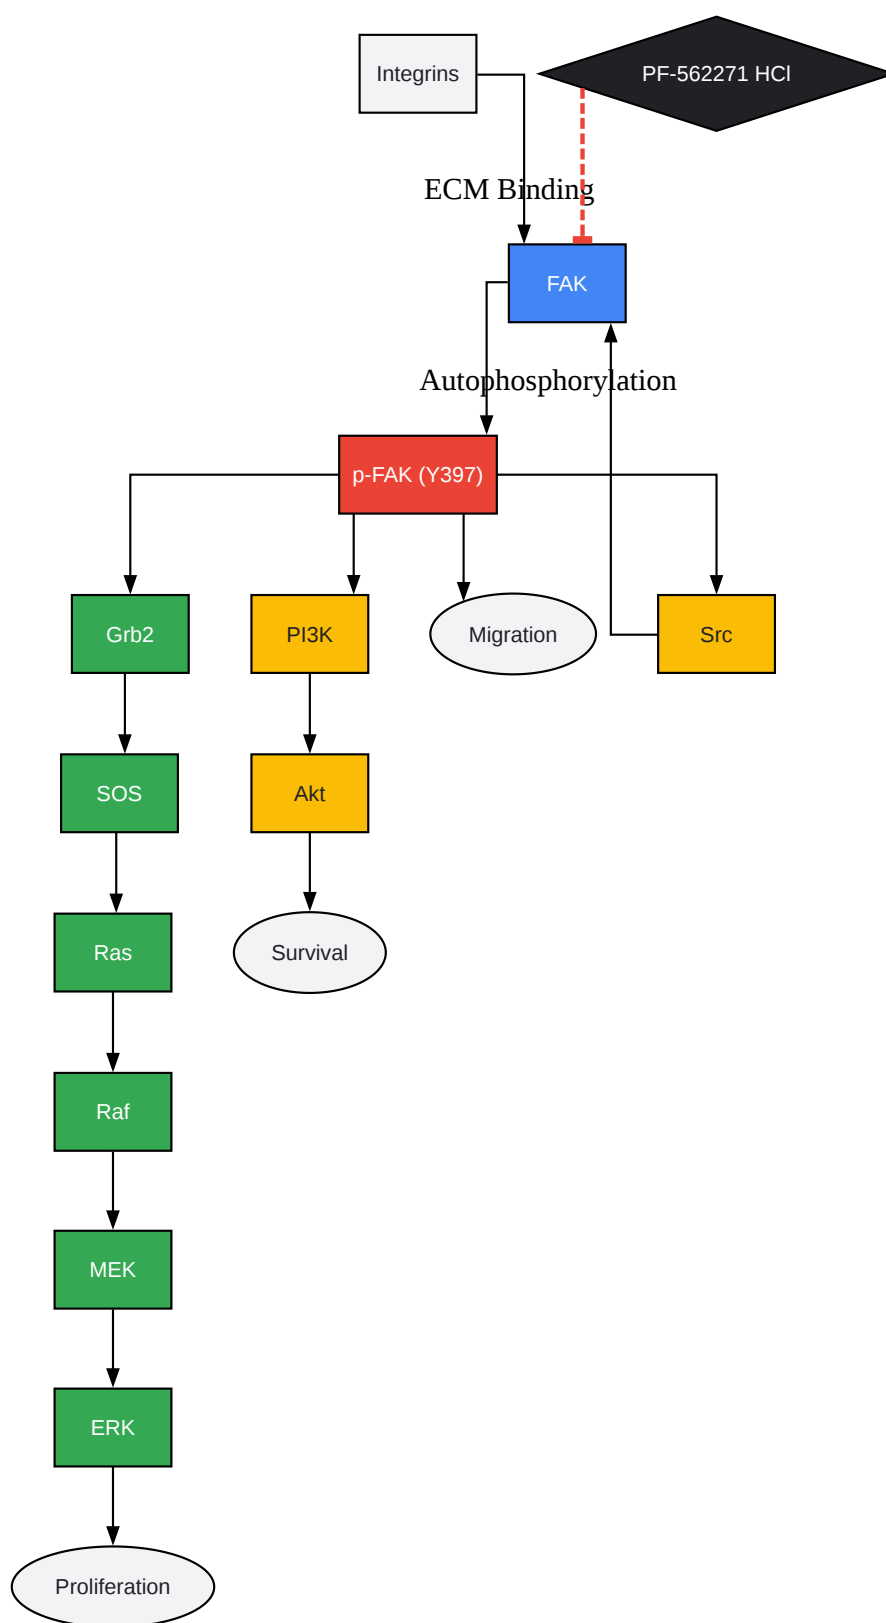 Integrins
PF-562271 HCl
ECM Binding
FAK
Autophosphorylation
p-FAK (Y397)
Grb2
PI3K
Migration
Src
SOS
Akt
Ras
Survival
Raf
MEK
ERK
Proliferation